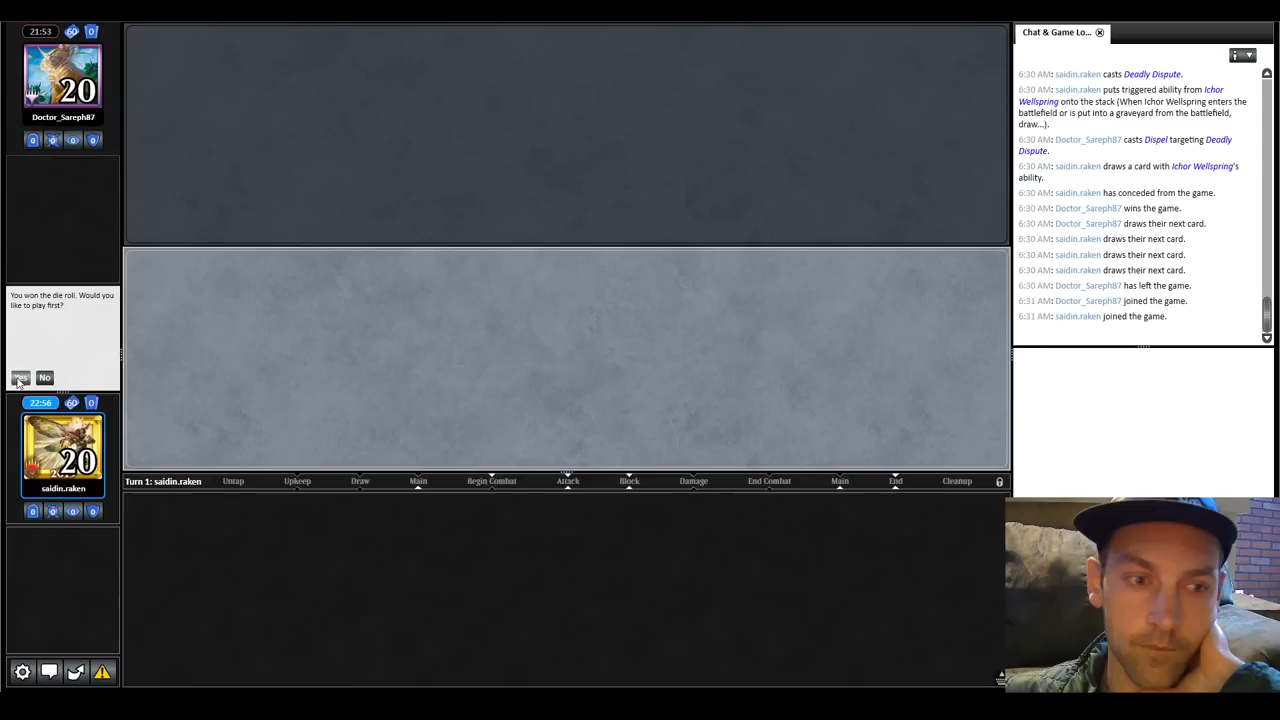 21:53
60
0
20
Doctor_Sareph87
0
0
0
0
You won the die roll. Would you
like to play first?
Yes
No
22:56
60
0
20
saidin.raken
0
0
0
0
Turn 1: saidin.raken
Untap
Upkeep
Draw
Main
Begin Combat
Attack
Block
Damage
End Combat
Main
End
Cleanup
Chat & Game Lo...
6:30 AM: saidin.raken casts Deadly Dispute.
6:30 AM: saidin.raken puts triggered ability from Ichor
Wellspring onto the stack (When Ichor Wellspring enters the
battlefield or is put into a graveyard from the battlefield,
draw...).
6:30 AM: Doctor_Sareph87 casts Dispel targeting Deadly
Dispute.
6:30 AM: saidin.raken draws a card with Ichor Wellspring's
ability.
6:30 AM: saidin.raken has conceded from the game.
6:30 AM: Doctor_Sareph87 wins the game.
6:30 AM: Doctor_Sareph87 draws their next card.
6:30 AM: saidin.raken draws their next card.
6:30 AM: saidin.raken draws their next card.
6:30 AM: saidin.raken draws their next card.
6:30 AM: Doctor_Sareph87 has left the game.
6:31 AM: Doctor_Sareph87 joined the game.
6:31 AM: saidin.raken joined the game.